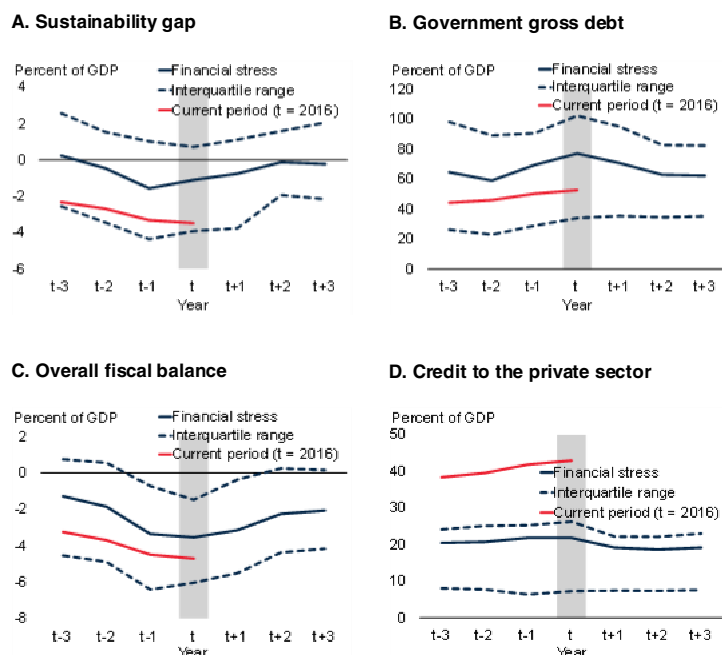 A. Sustainability gap
Percent of GDP
Financial stress
Interquartile range
Current period (t = 2016)
4
2
0
-2
-4
-6
t-3 t-2 t-1 t t+1 t+2 t+3
Year
B. Government gross debt
Percent of GDP
Financial stress
Interquartile range
Current period (t = 2016)
120
100
80
60
40
20
0
t-3 t-2 t-1 t t+1 t+2 t+3
Year
C. Overall fiscal balance
Percent of GDP
Financial stress
Interquartile range
Current period (t = 2016)
2
0
-2
-4
-6
-8
t-3 t-2 t-1 t t+1 t+2 t+3
Year
D. Credit to the private sector
Percent of GDP
50
40
30
20
10
0
Financial stress
Interquartile range
Current period (t = 2016)
t-3 t-2 t-1 t t+1 t+2 t+3
Year